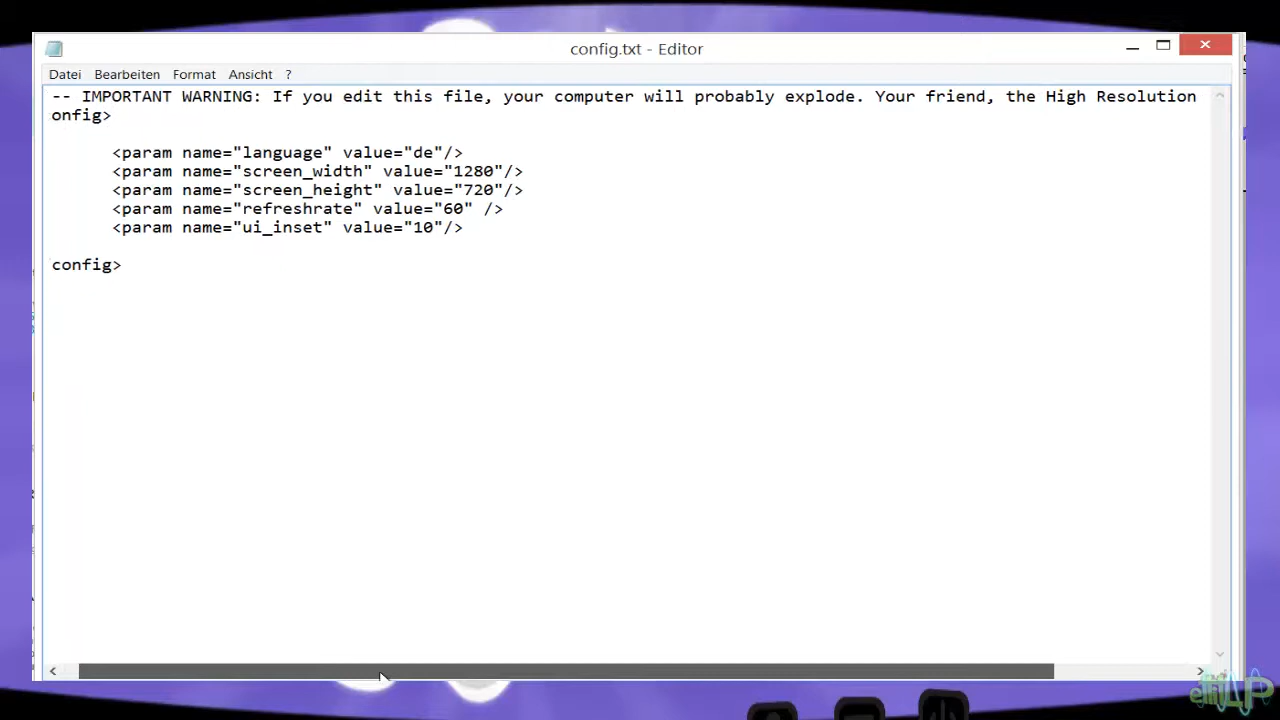 config.txt - Editor
Datei Bearbeiten Format Ansicht ?
-- IMPORTANT WARNING: If you edit this file, your computer will probably explode. Your friend, the High Resolution
onfig>
<param name="language" value="de"/>
<param name="screen_width" value="1280"/>
<param name="screen_height" value="720"/>
<param name="refreshrate" value="60" />
<param name="ui_inset" value="10"/>
config>